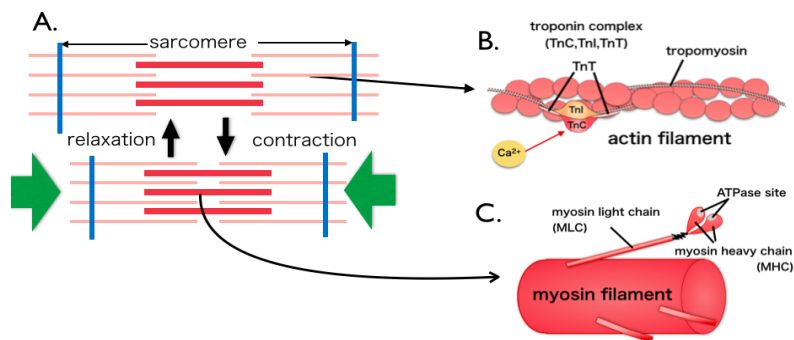 A.
sarcomere
relaxation
contraction
B.
troponin complex
(TnC,TnI,TnT)
TnT
tropomyosin
TnI
TnC
Ca²⁺
actin filament
C.
ATPase site
myosin light chain
(MLC)
myosin heavy chain
(MHC)
myosin filament